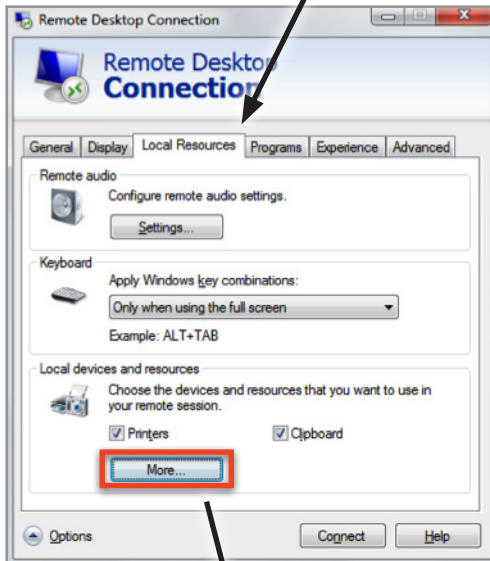 Remote Desktop Connection
Remote Desktop
Connection
General Display Local Resources Programs Experience Advanced
Remote audio
Configure remote audio settings.
Settings...
Keyboard
Apply Windows key combinations:
Only when using the full screen
Example: ALT+TAB
Local devices and resources
Choose the devices and resources that you want to use in
your remote session.
Printers Clipboard
More...
Options Connect Help